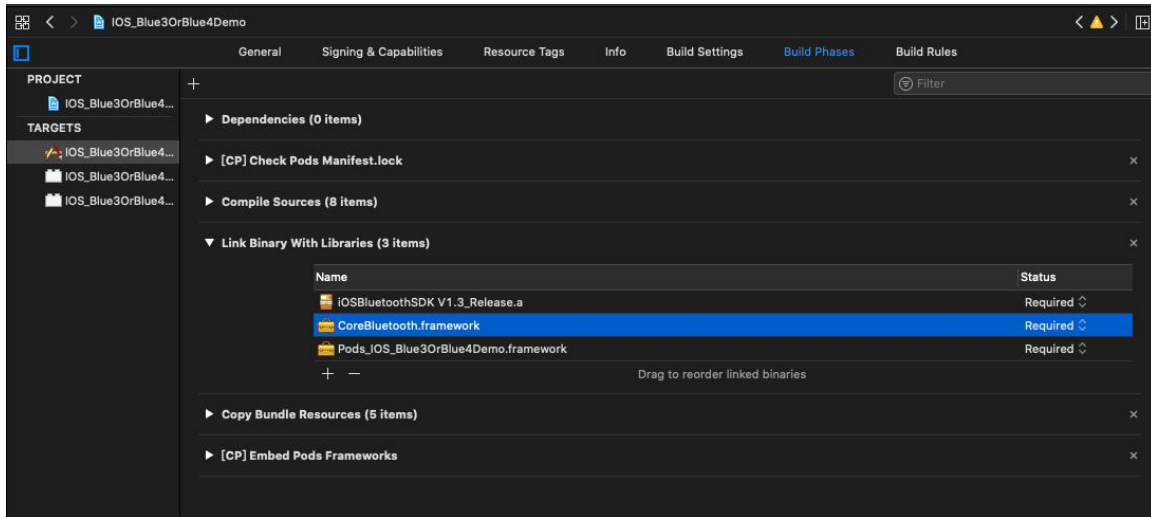 IOS_Blue3OrBlue4Demo
General Signing & Capabilities Resource Tags Info Build Settings Build Phases Build Rules
PROJECT
IOS_Blue3OrBlue4...
TARGETS
IOS_Blue3OrBlue4...
IOS_Blue3OrBlue4...
IOS_Blue3OrBlue4...
Filter
Dependencies (0 items)
[CP] Check Pods Manifest.lock
Compile Sources (8 items)
Link Binary With Libraries (3 items)
Name Status
iOSBluetoothSDK V1.3_Release.a Required
CoreBluetooth.framework Required
Pods_IOS_Blue3OrBlue4Demo.framework Required
Drag to reorder linked binaries
Copy Bundle Resources (5 items)
[CP] Embed Pods Frameworks